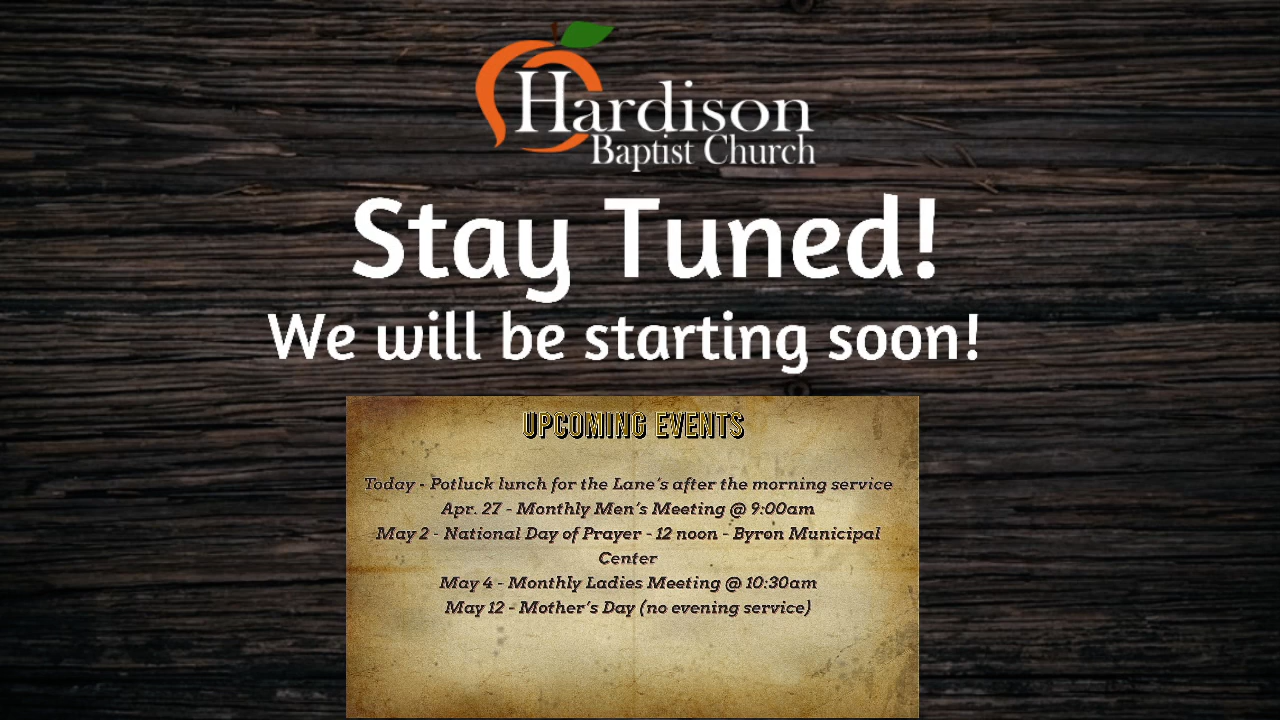 Hardison
Baptist Church
Stay Tuned!
We will be starting soon!
UPCOMING EVENTS
Today - Potluck lunch for the Lane's after the morning service
Apr. 27 - Monthly Men's Meeting @ 9:00am
May 2 - National Day of Prayer - 12 noon - Byron Municipal
Center
May 4 - Monthly Ladies Meeting @ 10:30am
May 12 - Mother's Day (no evening service)